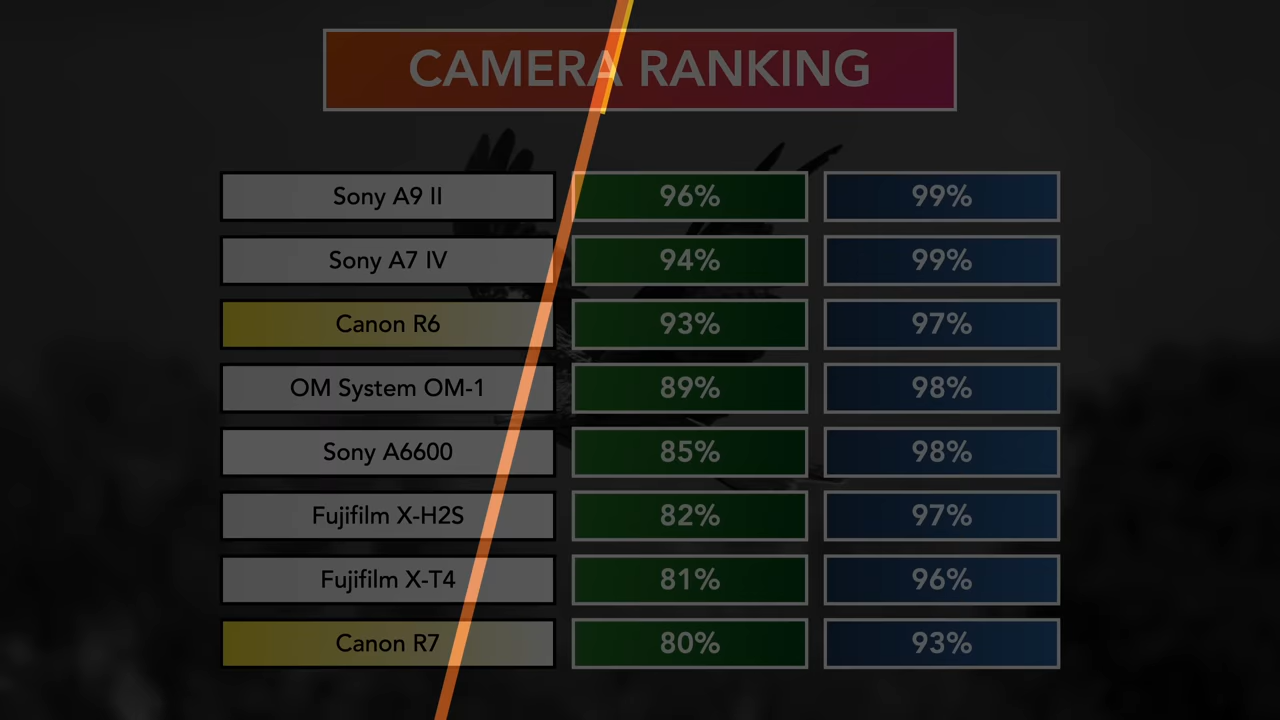 CAMERA RANKING
Sony A9 II 96% 99%
Sony A7 IV 94% 99%
Canon R6 93% 97%
OM System OM-1 89% 98%
Sony A6600 85% 98%
Fujifilm X-H2S 82% 97%
Fujifilm X-T4 81% 96%
Canon R7 80% 93%